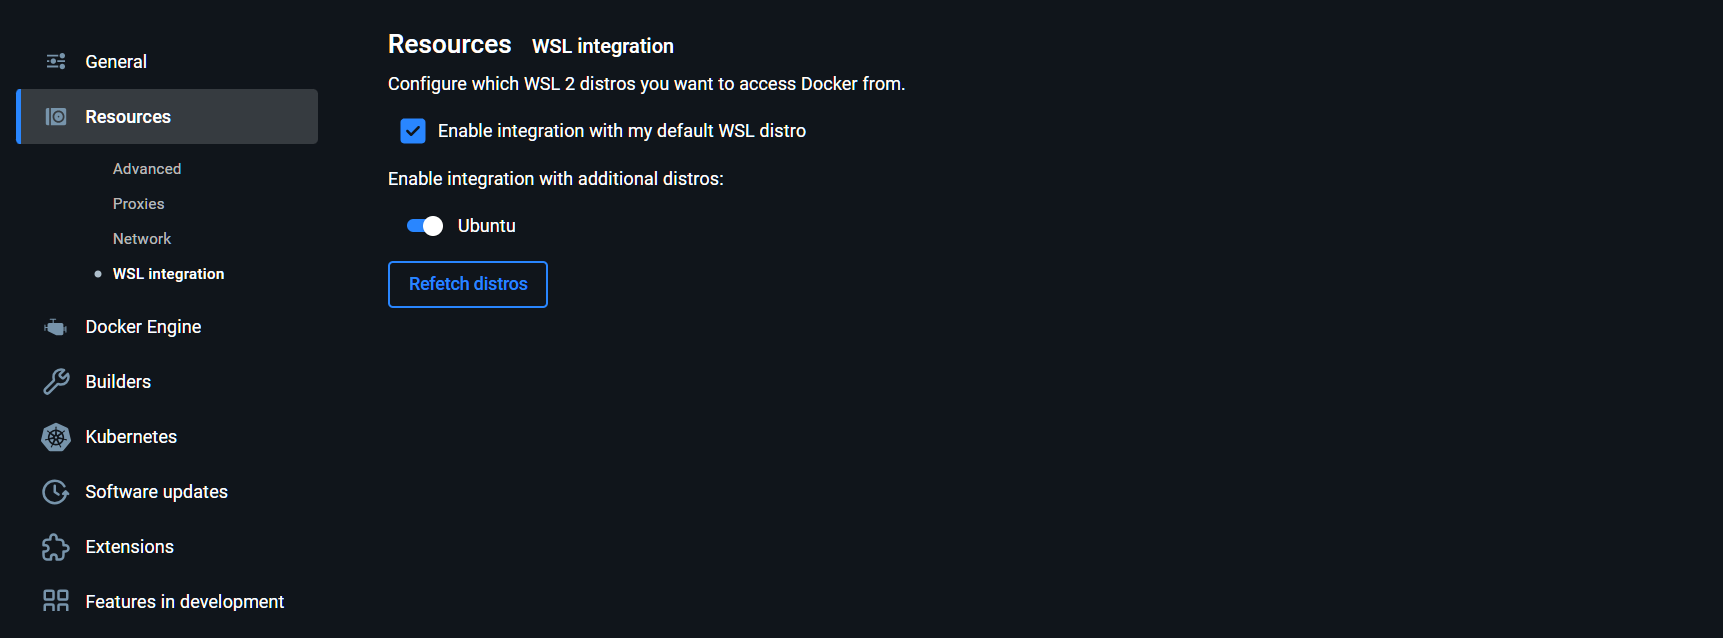 General
Resources
Advanced
Proxies
Network
WSL integration
Docker Engine
Builders
Kubernetes
Software updates
Extensions
Features in development
Resources WSL integration
Configure which WSL 2 distros you want to access Docker from.
Enable integration with my default WSL distro
Enable integration with additional distros:
Ubuntu
Refetch distros